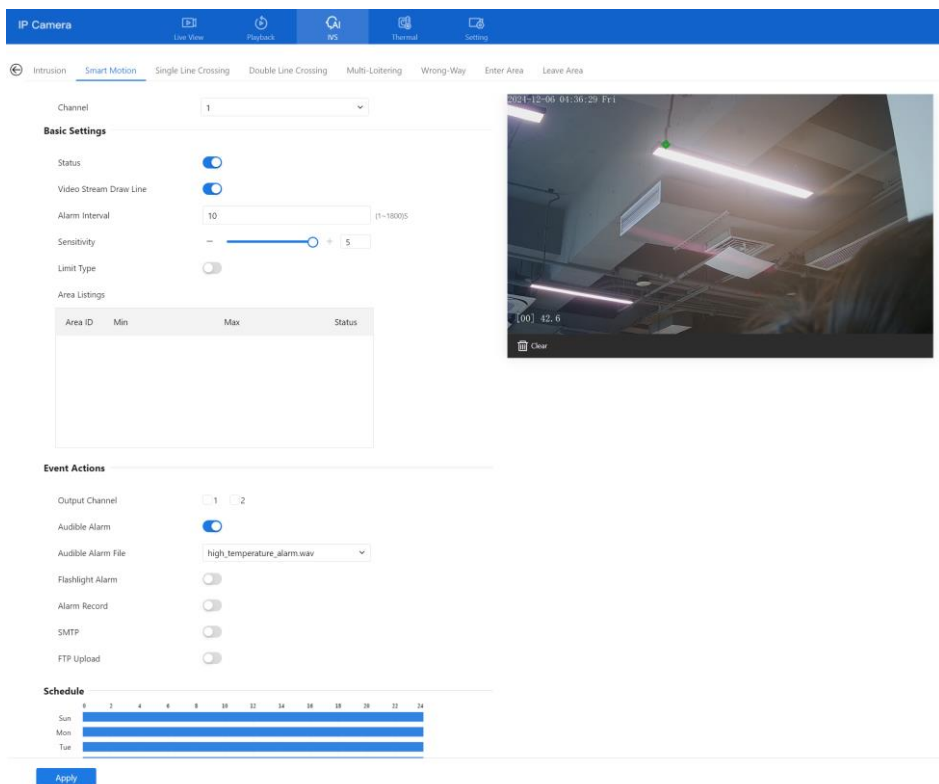 IP Camera
Live View Playback IVS Thermal Setting
Intrusion Smart Motion Single Line Crossing Double Line Crossing Multi-Loitering Wrong-Way Enter Area Leave Area
Channel 1
2024-12-06 04:36:29 Fri
Basic Settings
Status
Video Stream Draw Line
Alarm Interval 10 (1~1800)S
Sensitivity − + 5
Limit Type
Area Listings
Area ID Min Max Status
[00] 42.6
Clear
Event Actions
Output Channel 1 2
Audible Alarm
Audible Alarm File high_temperature_alarm.wav
Flashlight Alarm
Alarm Record
SMTP
FTP Upload
Schedule
0 2 4 6 8 10 12 14 16 18 20 22 24
Sun
Mon
Tue
Apply